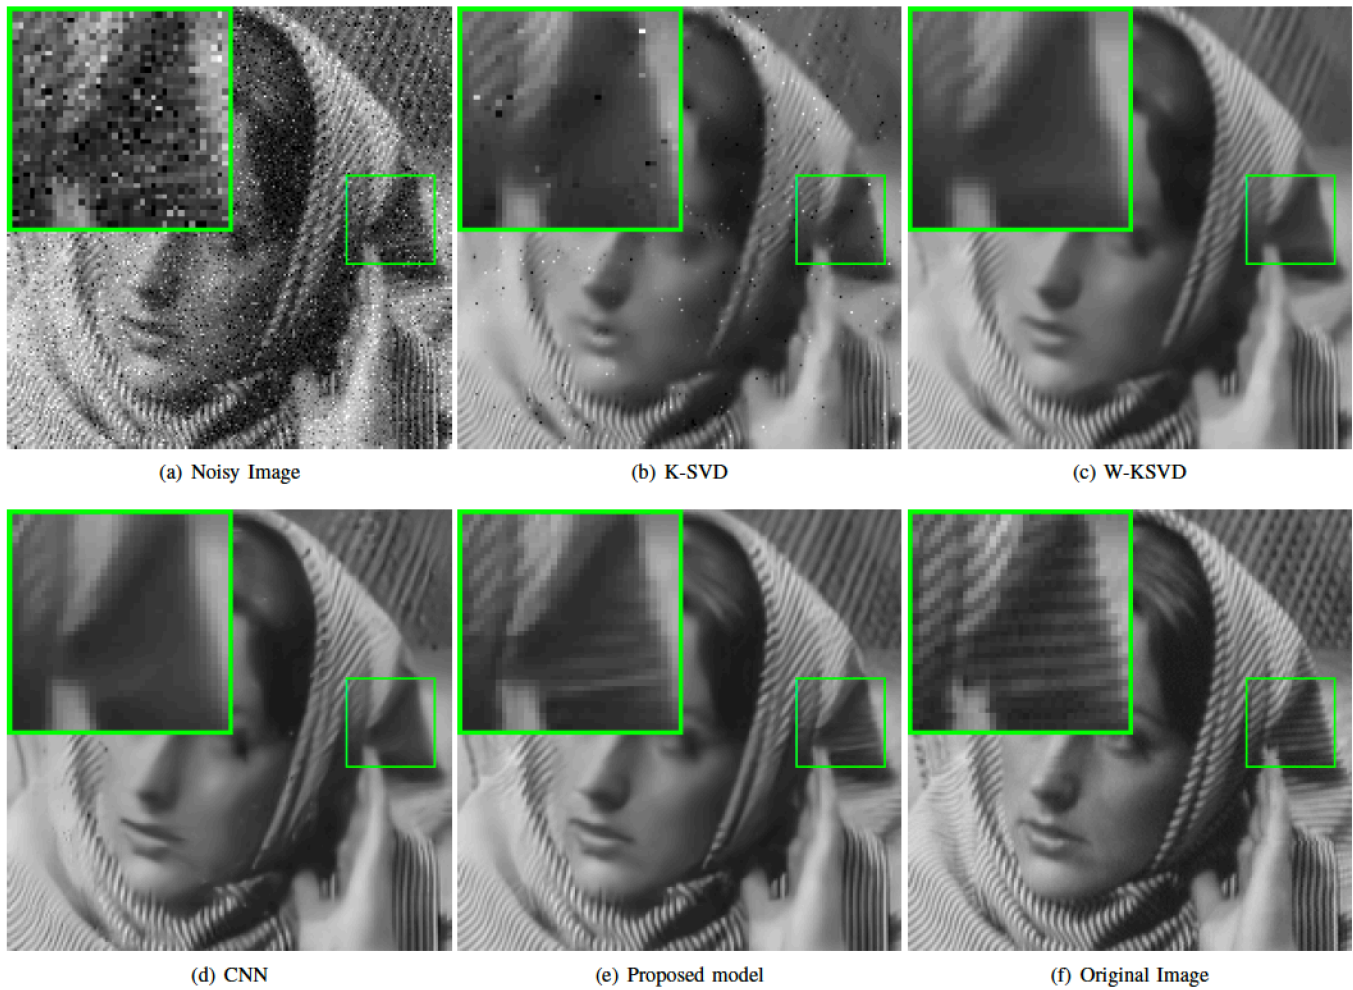 (a) Noisy Image
(b) K-SVD
(c) W-KSVD
(d) CNN
(e) Proposed model
(f) Original Image